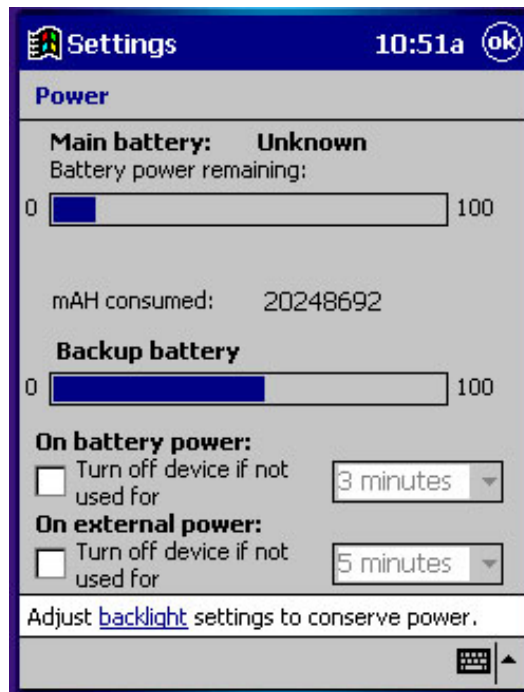 Settings 10:51a ok
Power
Main battery: Unknown
Battery power remaining:
0 100
mAH consumed: 20248692
Backup battery
0 100
On battery power:
Turn off device if not
used for
3 minutes
On external power:
Turn off device if not
used for
5 minutes
Adjust backlight settings to conserve power.